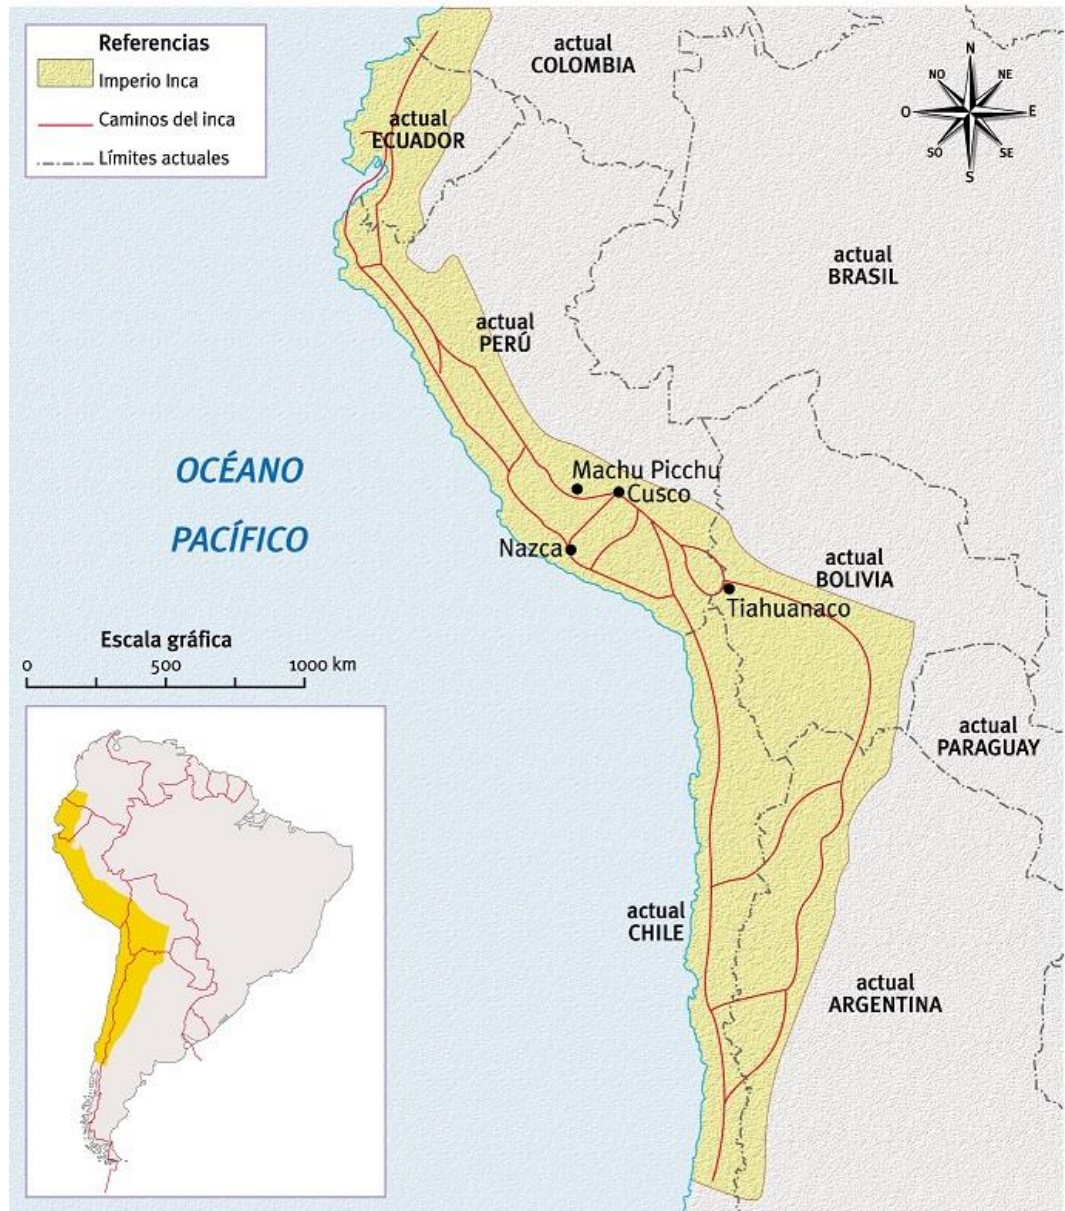 Referencias
Imperio Inca
Caminos del inca
Límites actuales
actual
COLOMBIA
N
NO
NE
O
E
SO
SE
S
actual
ECUADOR
actual
BRASIL
actual
PERÚ
OCÉANO
PACÍFICO
Machu Picchu
Cusco
Nazca
actual
BOLIVIA
Tiahuanaco
Escala gráfica
0 500 1000 km
actual
PARAGUAY
actual
CHILE
actual
ARGENTINA